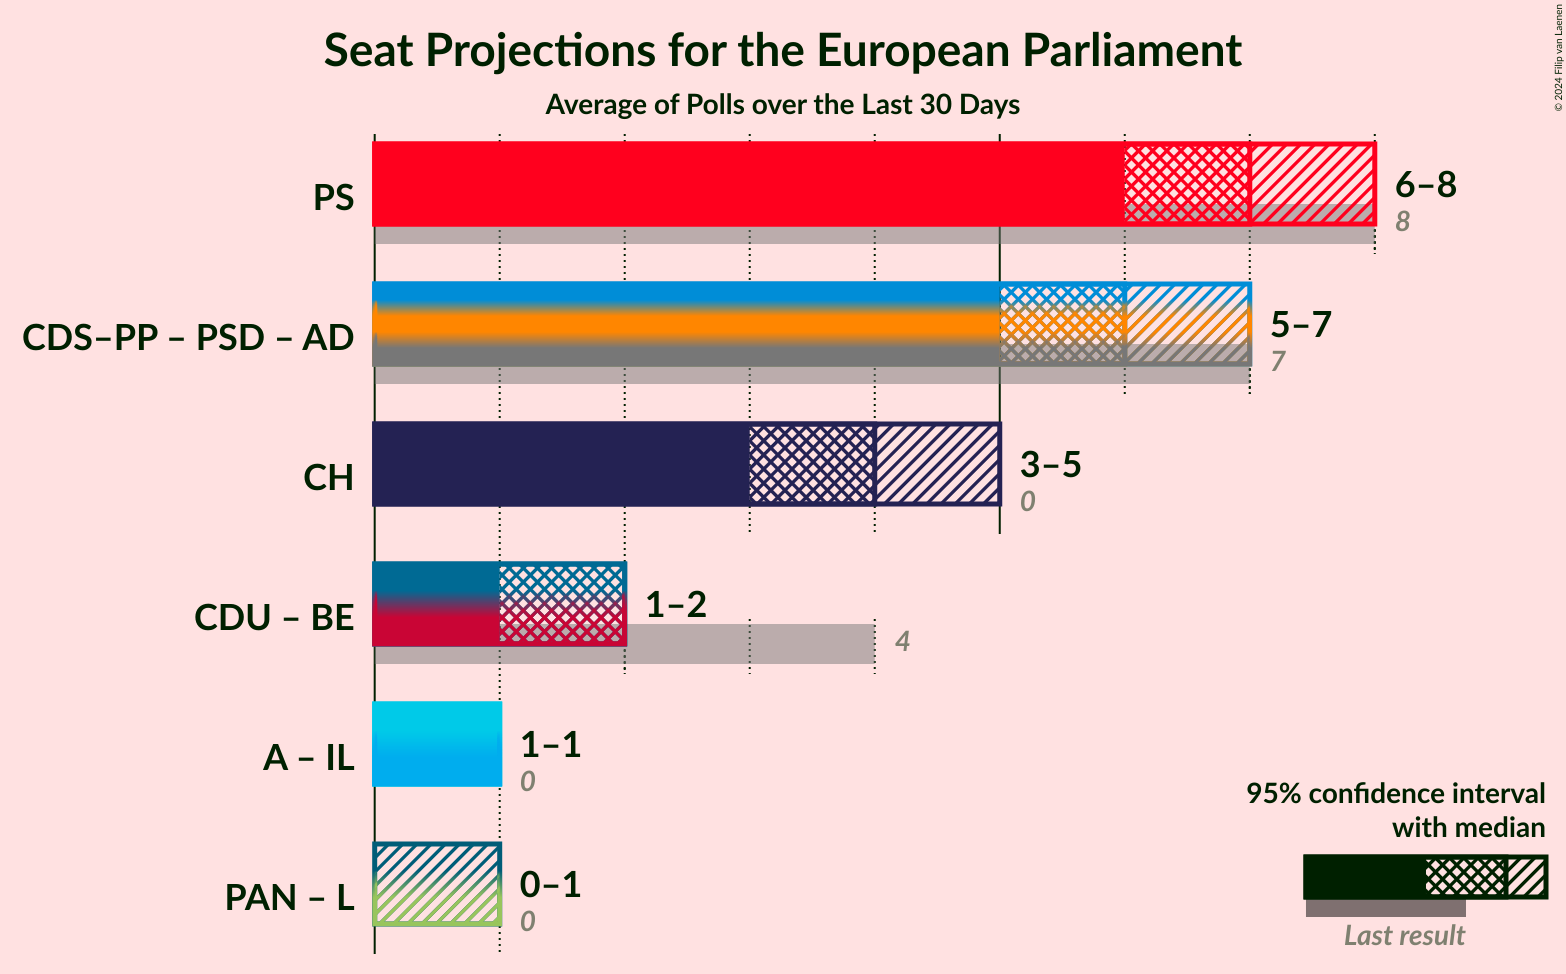 Seat Projections for the European Parliament
Average of Polls over the Last 30 Days
© 2024 Filip van Laenen
PS
6–8
8
CDS–PP – PSD – AD
5–7
7
CH
3–5
0
CDU – BE
1–2
4
A – IL
1–1
0
PAN – L
0–1
0
95% confidence interval
with median
Last result